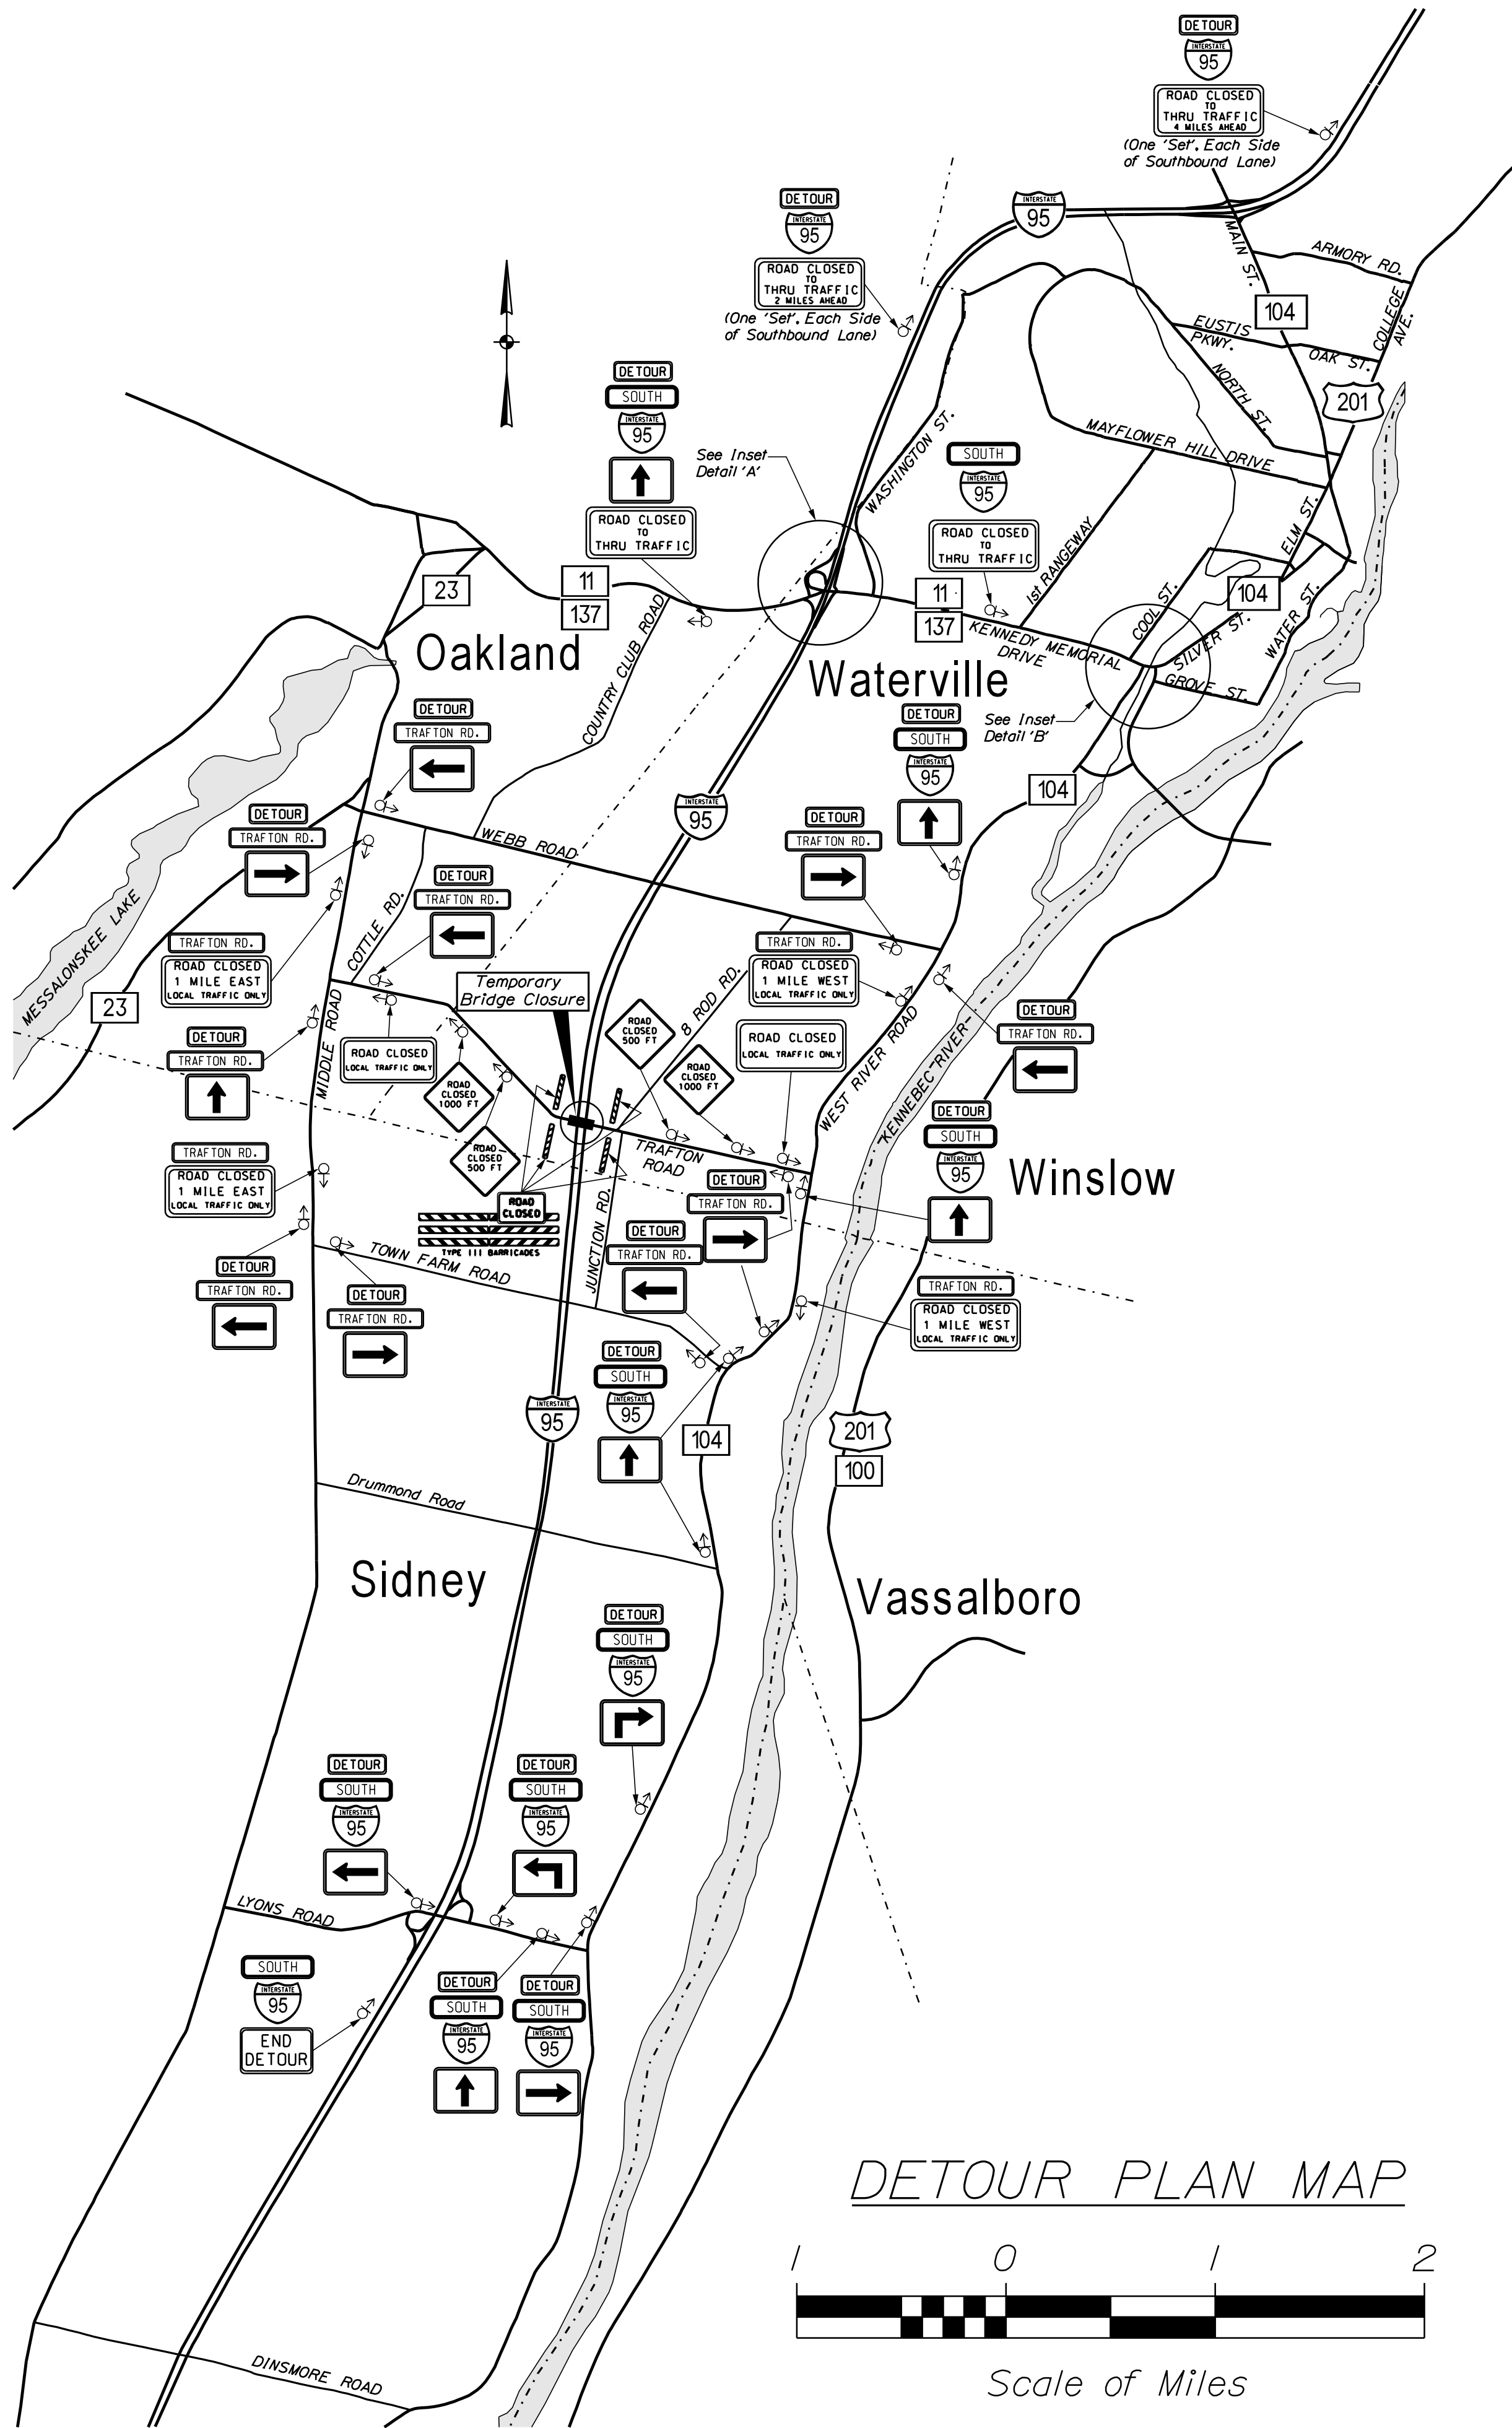 DETOUR
INTERSTATE
95
ROAD CLOSED
TO
THRU TRAFFIC
4 MILES AHEAD
(One 'Set', Each Side
of Southbound Lane)
DETOUR
INTERSTATE
95
ROAD CLOSED
TO
THRU TRAFFIC
2 MILES AHEAD
(One 'Set', Each Side
of Southbound Lane)
INTERSTATE
95
MAIN ST.
ARMORY RD.
104
COLLEGE
AVE.
EUSTIS
PKWY.
OAK ST.
NORTH ST.
201
MAYFLOWER HILL DRIVE
DETOUR
SOUTH
INTERSTATE
95
ROAD CLOSED
TO
THRU TRAFFIC
See Inset
Detail 'A'
WASHINGTON ST.
SOUTH
INTERSTATE
95
ROAD CLOSED
TO
THRU TRAFFIC
1st RANGEWAY
ELM ST.
COOL ST.
104
SILVER ST.
WATER ST.
GROVE ST.
23
11
137
11
137
KENNEDY MEMORIAL
DRIVE
COUNTRY CLUB ROAD
Oakland
Waterville
See Inset
Detail 'B'
DETOUR
TRAFTON RD.
DETOUR
SOUTH
INTERSTATE
95
104
INTERSTATE
95
DETOUR
TRAFTON RD.
DETOUR
TRAFTON RD.
WEBB ROAD
DETOUR
TRAFTON RD.
COTTLE RD.
MESSALONSKEE LAKE
TRAFTON RD.
ROAD CLOSED
1 MILE EAST
LOCAL TRAFFIC ONLY
TRAFTON RD.
ROAD CLOSED
1 MILE WEST
LOCAL TRAFFIC ONLY
Temporary
Bridge Closure
8 ROD RD.
23
MIDDLE ROAD
DETOUR
TRAFTON RD.
DETOUR
TRAFTON RD.
ROAD CLOSED
LOCAL TRAFFIC ONLY
ROAD
CLOSED
500 FT
ROAD
CLOSED
1000 FT
ROAD CLOSED
LOCAL TRAFFIC ONLY
WEST RIVER ROAD
KENNEBEC RIVER
ROAD
CLOSED
1000 FT
ROAD
CLOSED
500 FT
TRAFTON
ROAD
DETOUR
SOUTH
INTERSTATE
95
Winslow
TRAFTON RD.
ROAD CLOSED
1 MILE EAST
LOCAL TRAFFIC ONLY
ROAD
CLOSED
TYPE III BARRICADES
JUNCTION RD.
DETOUR
TRAFTON RD.
DETOUR
TRAFTON RD.
TOWN FARM ROAD
DETOUR
TRAFTON RD.
DETOUR
TRAFTON RD.
TRAFTON RD.
ROAD CLOSED
1 MILE WEST
LOCAL TRAFFIC ONLY
DETOUR
SOUTH
INTERSTATE
95
INTERSTATE
95
104
201
100
Drummond Road
Sidney
Vassalboro
DETOUR
SOUTH
INTERSTATE
95
DETOUR
SOUTH
INTERSTATE
95
DETOUR
SOUTH
INTERSTATE
95
LYONS ROAD
SOUTH
INTERSTATE
95
END
DETOUR
DETOUR
SOUTH
INTERSTATE
95
DETOUR
SOUTH
INTERSTATE
95
DINSMORE ROAD
DETOUR PLAN MAP
1 0 1 2
Scale of Miles